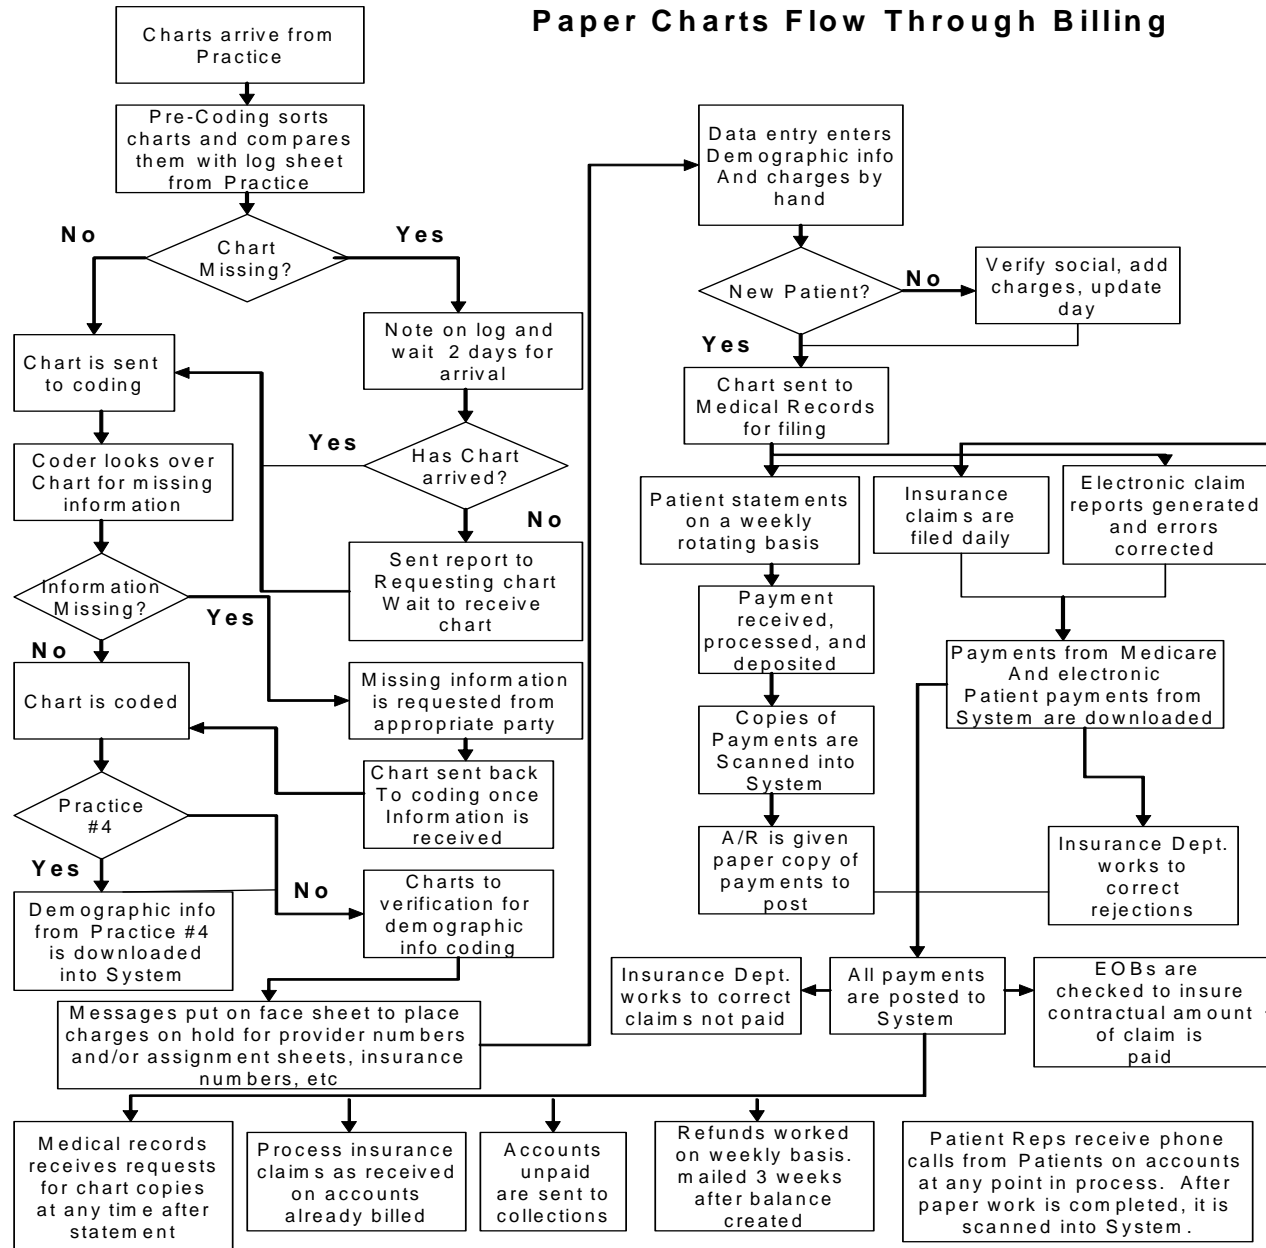 Paper Charts Flow Through Billing
Charts arrive from
Practice
Pre-Coding sorts
charts and compares
them with log sheet
from Practice
No
Yes
Chart
Missing?
Note on log and
wait 2 days for
arrival
Chart is sent
to coding
Yes
Has Chart
arrived?
No
Coder looks over
Chart for missing
information
Sent report to
Requesting chart
Wait to receive
chart
Information
Missing?
Yes
No
Missing information
is requested from
appropriate party
Chart is coded
Chart sent back
To coding once
Information is
received
Practice
#4
Yes
No
Charts to
verification for
demographic
info coding
Demographic info
from Practice #4
is downloaded
into System
Messages put on face sheet to place
charges on hold for provider numbers
and/or assignment sheets, insurance
numbers, etc
Data entry enters
Demographic info
And charges by
hand
New Patient?
No
Verify social, add
charges, update
day
Yes
Chart sent to
Medical Records
for filing
Patient statements
on a weekly
rotating basis
Insurance
claims are
filed daily
Electronic claim
reports generated
and errors
corrected
Payment
received,
processed, and
deposited
Payments from Medicare
And electronic
Patient payments from
System are downloaded
Copies of
Payments are
Scanned into
System
A/R is given
paper copy of
payments to
post
Insurance Dept.
works to
correct
rejections
Insurance Dept.
works to correct
claims not paid
All payments
are posted to
System
EOBs are
checked to insure
contractual amount
of claim is
paid
Medical records
receives requests
for chart copies
at any time after
statement
Process insurance
claims as received
on accounts
already billed
Accounts
unpaid
are sent to
collections
Refunds worked
on weekly basis.
mailed 3 weeks
after balance
created
Patient Reps receive phone
calls from Patients on accounts
at any point in process. After
paper work is completed, it is
scanned into System.